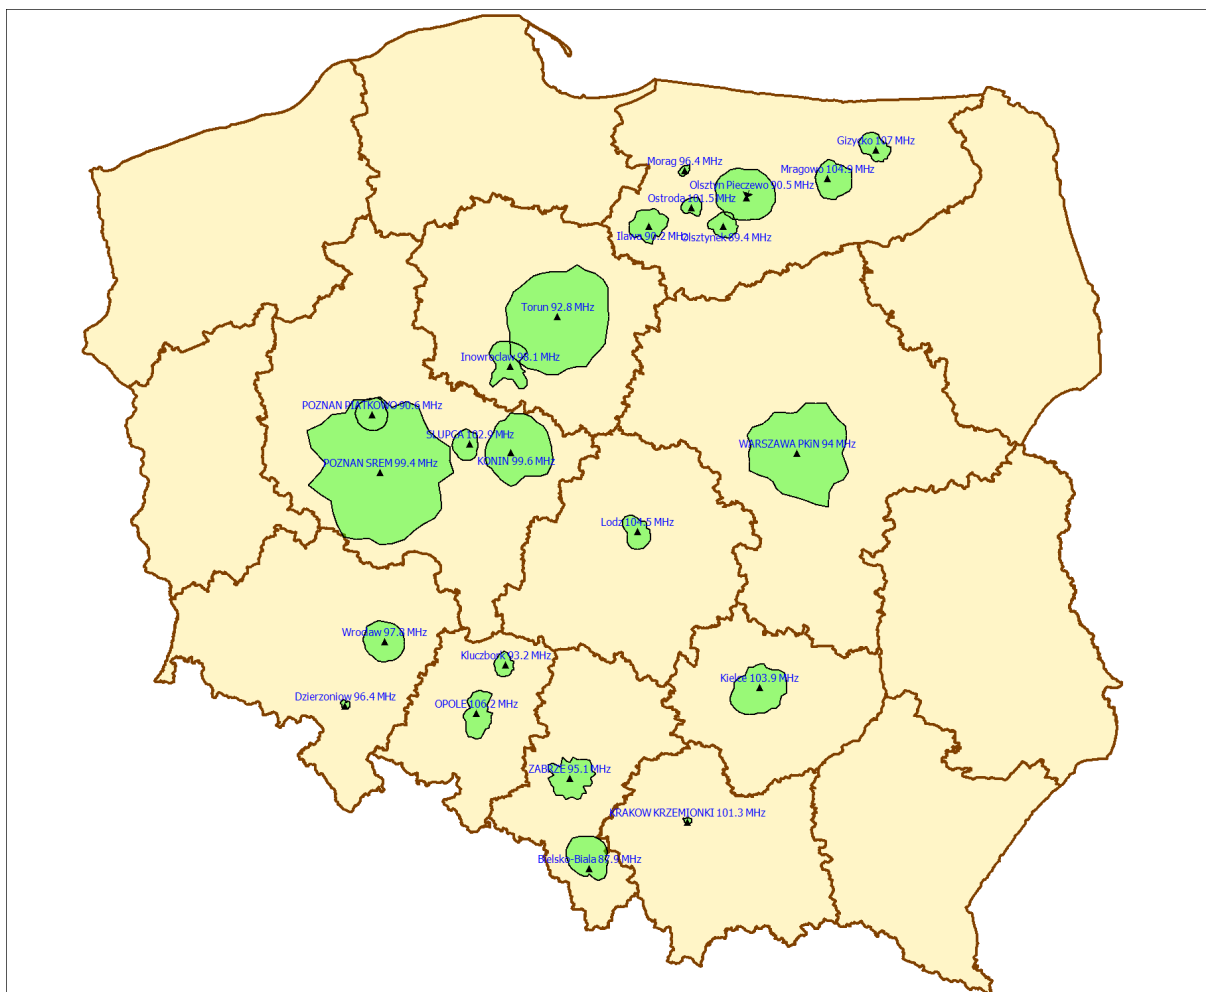 Gizycko 107 MHz
Morag 96.4 MHz
Mragowo 104.9 MHz
Olsztyn Pieczewo 90.5 MHz
Ostroda 101.5 MHz
Ilawa 90.2 MHz
Olsztynek 89.4 MHz
Torun 92.8 MHz
Inowroclaw 98.1 MHz
POZNAN PIATKOWO 90.6 MHz
SLUPCA 102.9 MHz
WARSZAWA PKiN 94 MHz
POZNAN SREM 99.4 MHz
KONIN 99.6 MHz
Lodz 104.5 MHz
Wroclaw 97.8 MHz
Kluczbork 93.2 MHz
Kielce 103.9 MHz
Dzierzoniow 96.4 MHz
OPOLE 106.2 MHz
ZABRZE 95.1 MHz
KRAKOW KRZEMIONKI 101.3 MHz
Bielsko-Biala 87.9 MHz